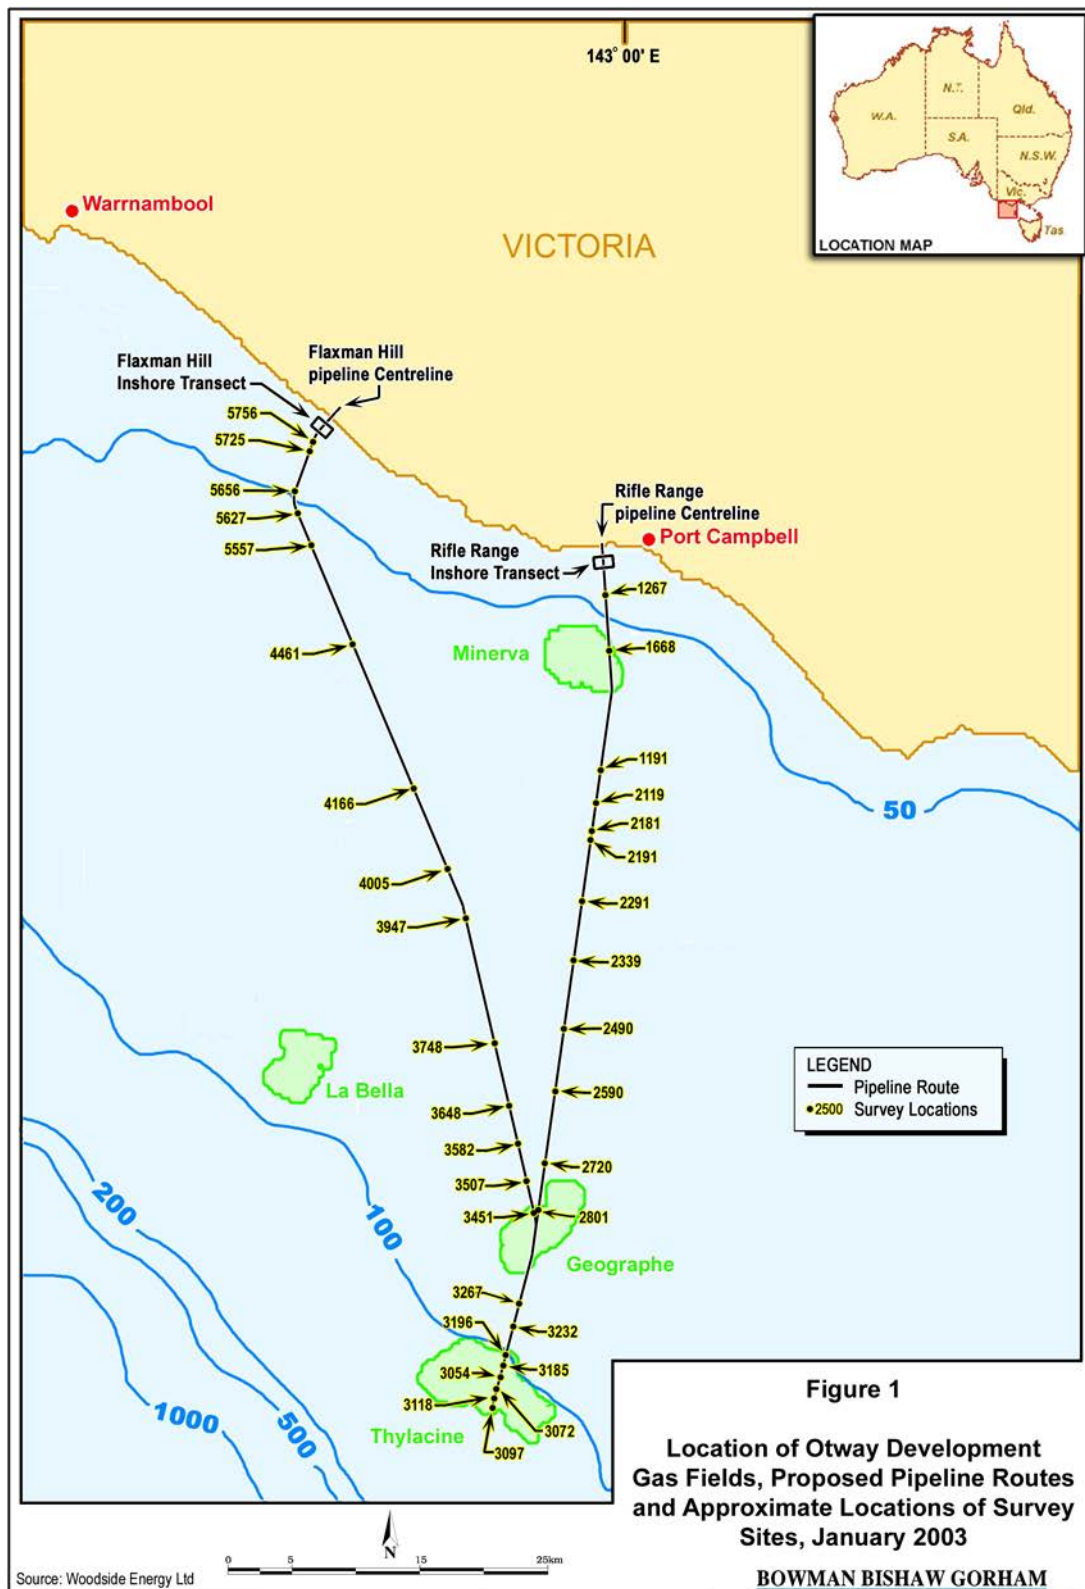 143° 00' E
W.A.
N.T.
Qld.
S.A.
N.S.W.
Vic.
Tas
LOCATION MAP
Warrnambool
VICTORIA
Flaxman Hill
Inshore Transect
Flaxman Hill
pipeline Centreline
5756
5725
5656
5627
5557
4461
4166
4005
3947
3748
3648
3582
3507
3451
3267
3196
3054
3118
3097
Rifle Range
pipeline Centreline
Port Campbell
Rifle Range
Inshore Transect
1267
1668
Minerva
1191
2119
2181
2191
2291
2339
2490
2590
2720
2801
3232
3185
3072
50
La Bella
Geographe
Thylacine
100
200
500
1000
LEGEND
Pipeline Route
2500 Survey Locations
Figure 1
Location of Otway Development
Gas Fields, Proposed Pipeline Routes
and Approximate Locations of Survey
Sites, January 2003
N
0 5 15 25km
Source: Woodside Energy Ltd
BOWMAN BISHAW GORHAM